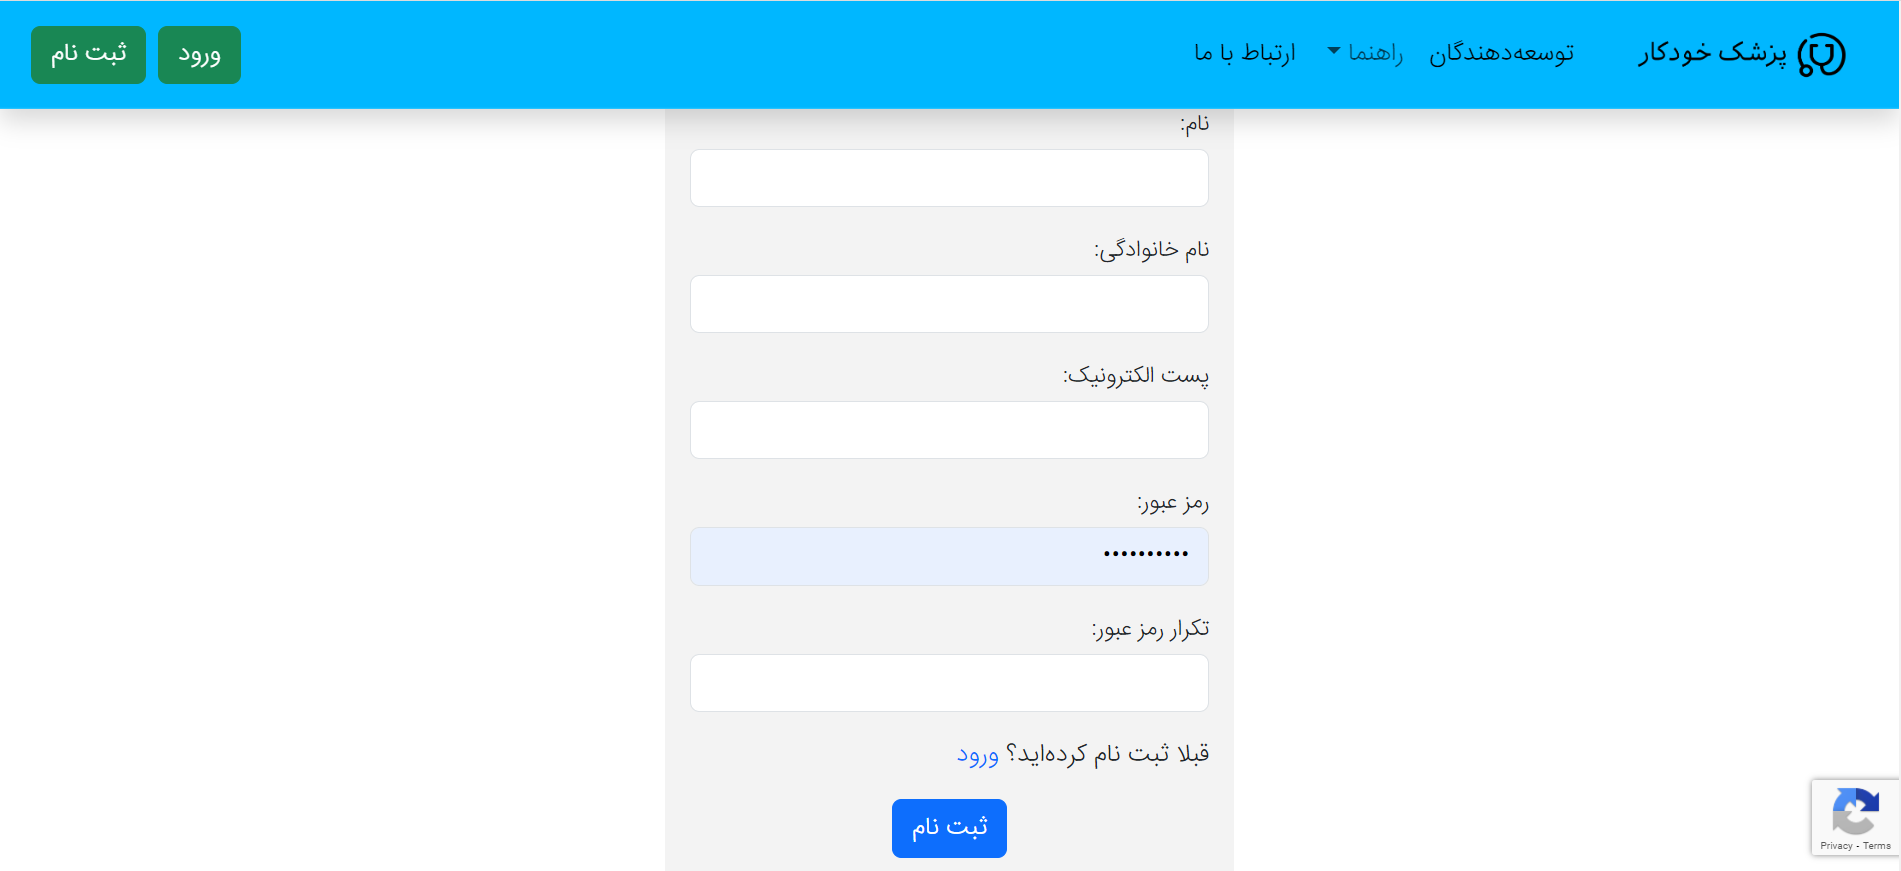 پزشک خودکار
توسعه‌دهندگان
راهنما
ارتباط با ما
ورود
ثبت نام
نام:
نام خانوادگی:
پست الکترونیک:
رمز عبور:
••••••••••
تکرار رمز عبور:
قبلا ثبت نام کرده‌اید؟ ورود
ثبت نام
Privacy - Terms